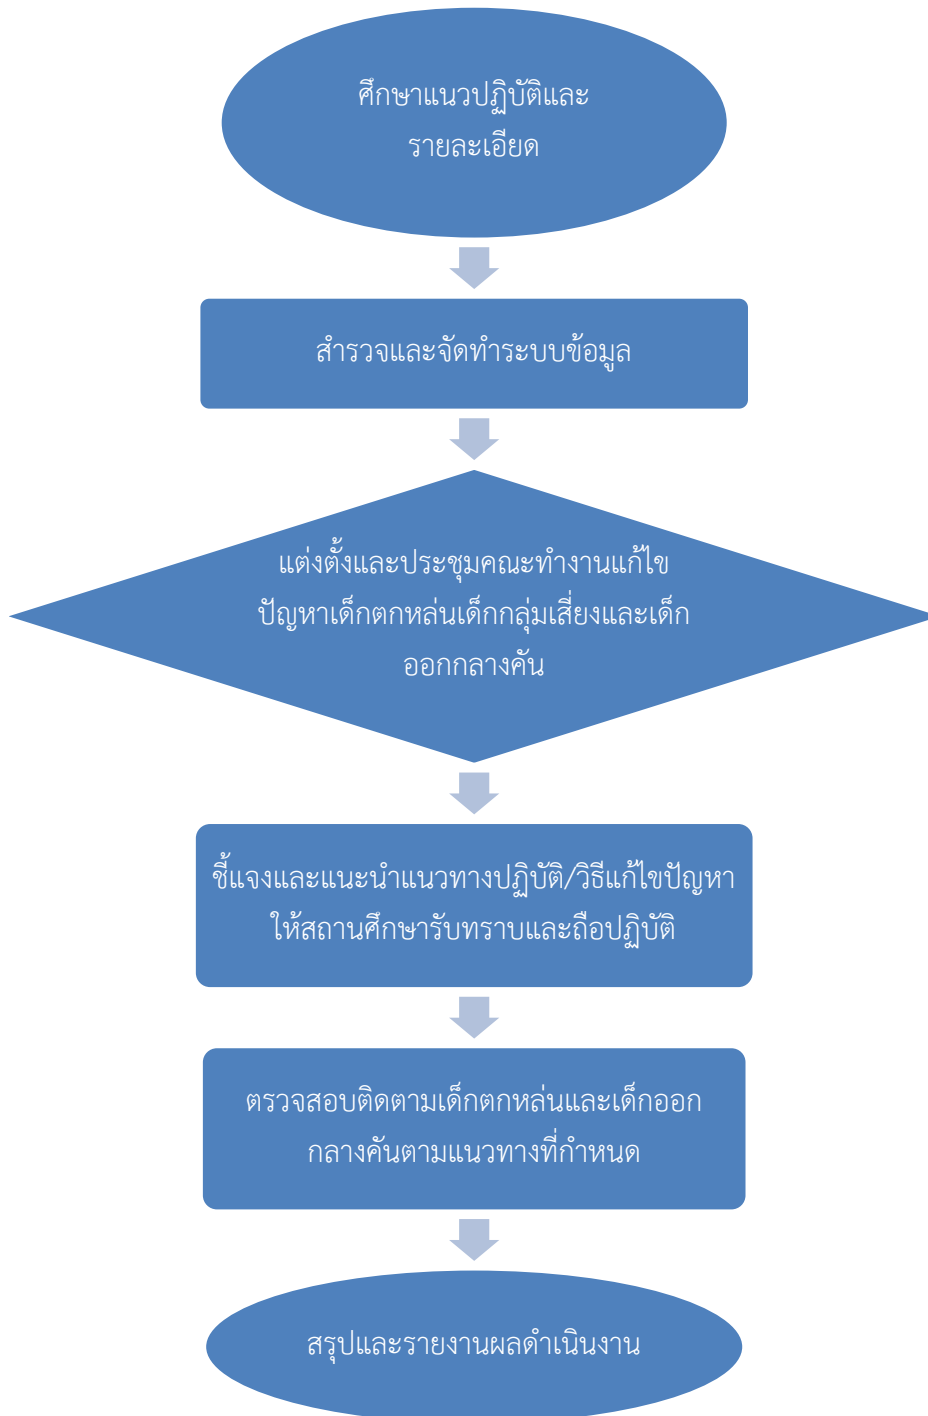 ศึกษาแนวปฏิบัติและ
รายละเอียด
สำรวจและจัดทำระบบข้อมูล
แต่งตั้งและประชุมคณะทำงานแก้ไข
ปัญหาเด็กตกหล่นเด็กกลุ่มเสี่ยงและเด็ก
ออกกลางคัน
ชี้แจงและแนะนำแนวทางปฏิบัติ/วิธีแก้ไขปัญหา
ให้สถานศึกษารับทราบและถือปฏิบัติ
ตรวจสอบติดตามเด็กตกหล่นและเด็กออก
กลางคันตามแนวทางที่กำหนด
สรุปและรายงานผลดำเนินงาน